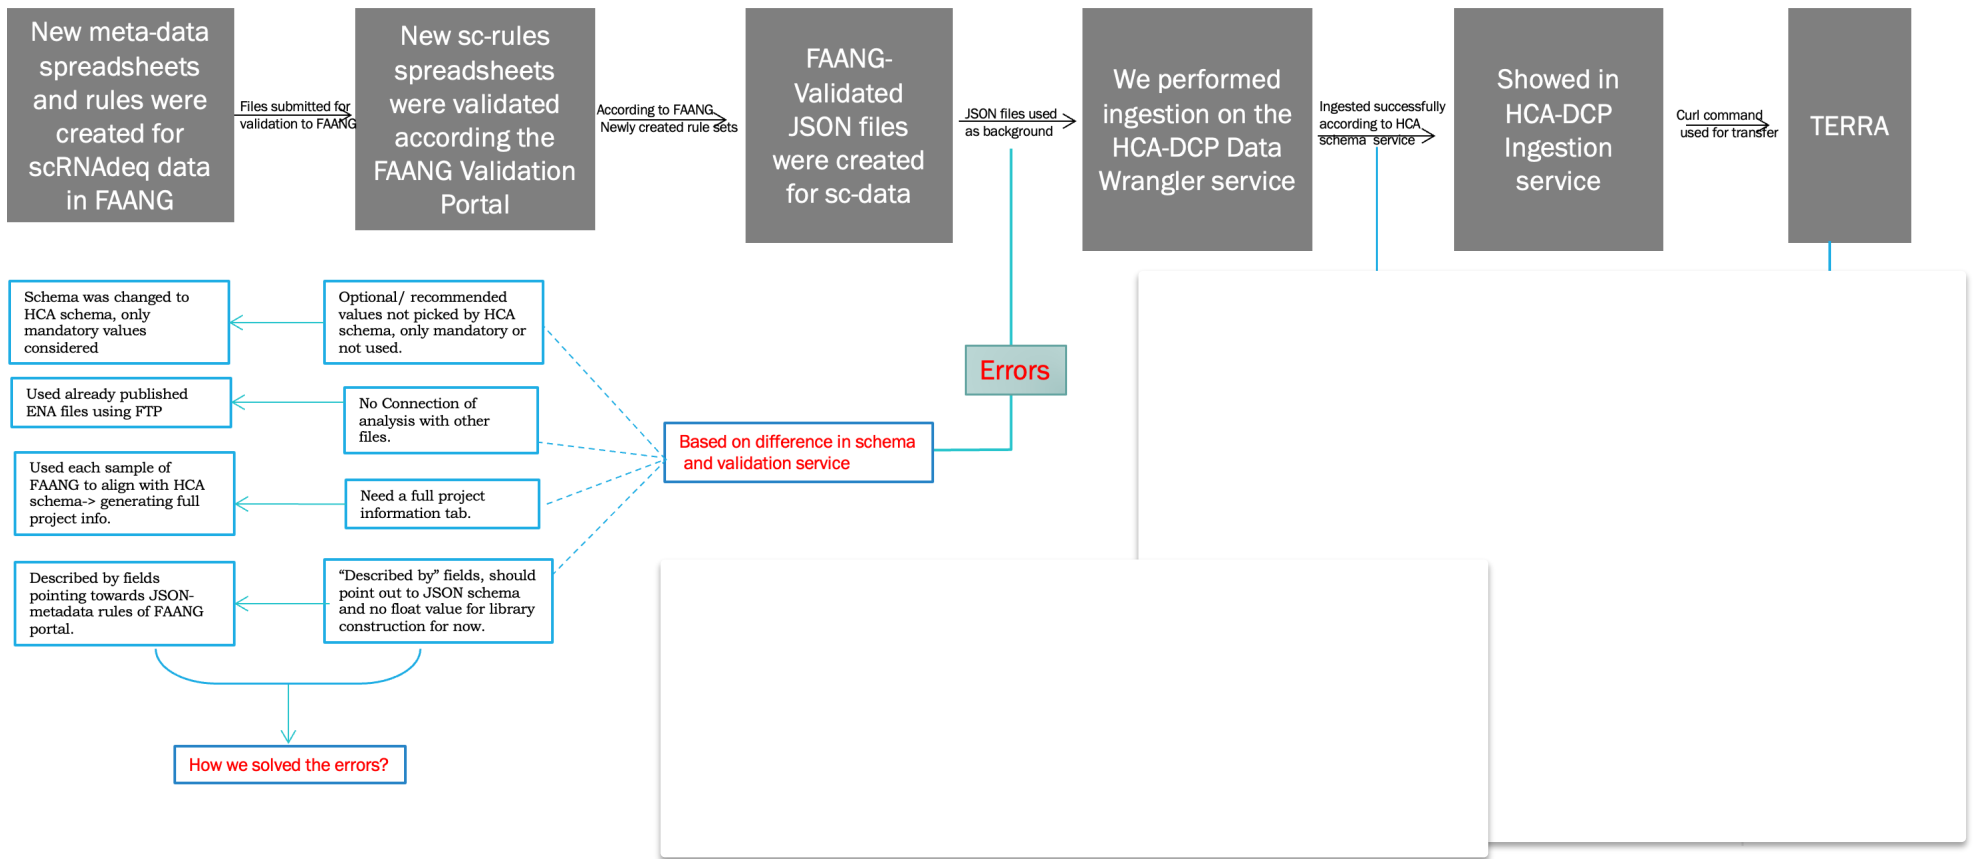 New meta-data
spreadsheets
and rules were
created for
scRNAdeq data
in FAANG
Files submitted for
validation to FAANG
New sc-rules
spreadsheets
were validated
according the
FAANG Validation
Portal
According to FAANG
Newly created rule sets
FAANG-
Validated
JSON files
were created
for sc-data
JSON files used
as background
We performed
ingestion on the
HCA-DCP Data
Wrangler service
Ingested successfully
according to HCA
schema service
Showed in
HCA-DCP
Ingestion
service
Curl command
used for transfer
TERRA
Schema was changed to
HCA schema, only
mandatory values
considered
Optional/ recommended
values not picked by HCA
schema, only mandatory or
not used.
Used already published
ENA files using FTP
No Connection of
analysis with other
files.
Used each sample of
FAANG to align with HCA
schema-> generating full
project info.
Need a full project
information tab.
Described by fields
pointing towards JSON-
metadata rules of FAANG
portal.
“Described by” fields, should
point out to JSON schema
and no float value for library
construction for now.
Errors
Based on difference in schema
and validation service
How we solved the errors?